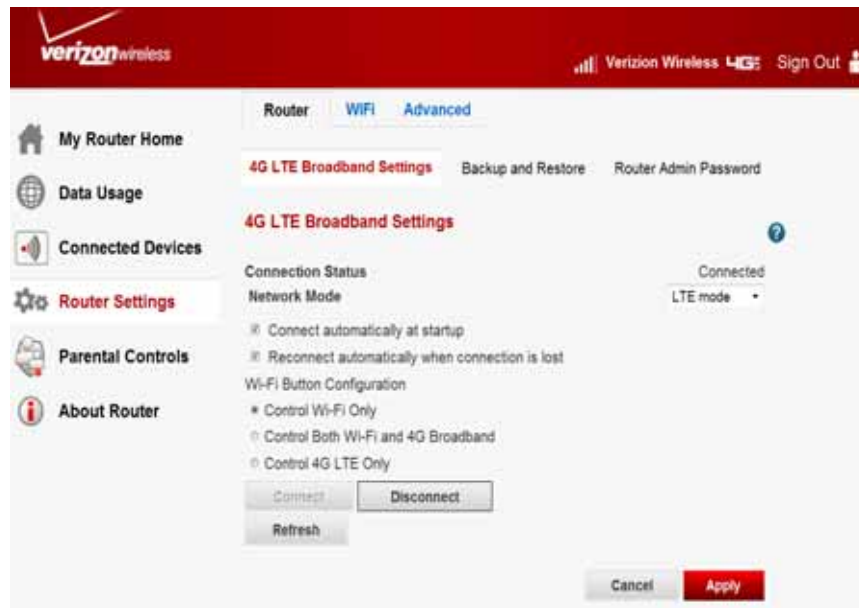 verizonwireless
Verizion Wireless 4GLTE Sign Out
Router WiFi Advanced
My Router Home
Data Usage
Connected Devices
Router Settings
Parental Controls
About Router
4G LTE Broadband Settings Backup and Restore Router Admin Password
4G LTE Broadband Settings
?
Connection Status Connected
Network Mode LTE mode
Connect automatically at startup
Reconnect automatically when connection is lost
Wi-Fi Button Configuration
Control Wi-Fi Only
Control Both Wi-Fi and 4G Broadband
Control 4G LTE Only
Connect Disconnect
Refresh
Cancel Apply